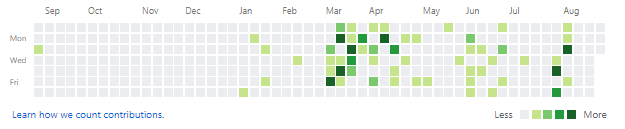 Sep Oct Nov Dec Jan Feb Mar Apr May Jun Jul Aug
Mon
Wed
Fri
Learn how we count contributions. Less More